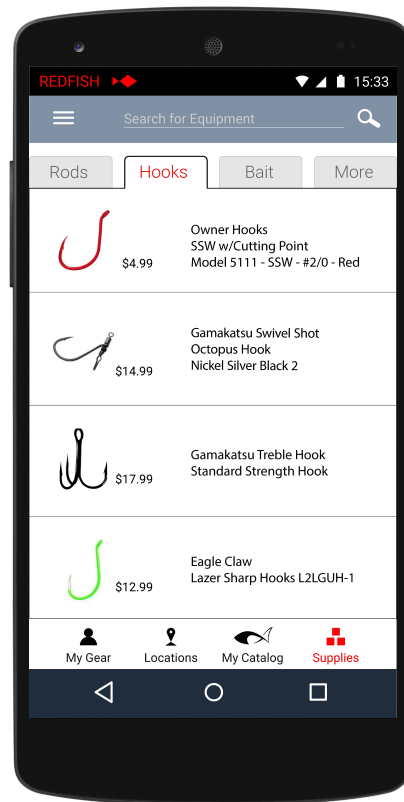 REDFISH 15:33
Search for Equipment
Rods Hooks Bait More
Owner Hooks
SSW w/Cutting Point
Model 5111 - SSW - #2/0 - Red
$4.99
Gamakatsu Swivel Shot
Octopus Hook
Nickel Silver Black 2
$14.99
Gamakatsu Treble Hook
Standard Strength Hook
$17.99
Eagle Claw
Lazer Sharp Hooks L2LGUH-1
$12.99
My Gear Locations My Catalog Supplies